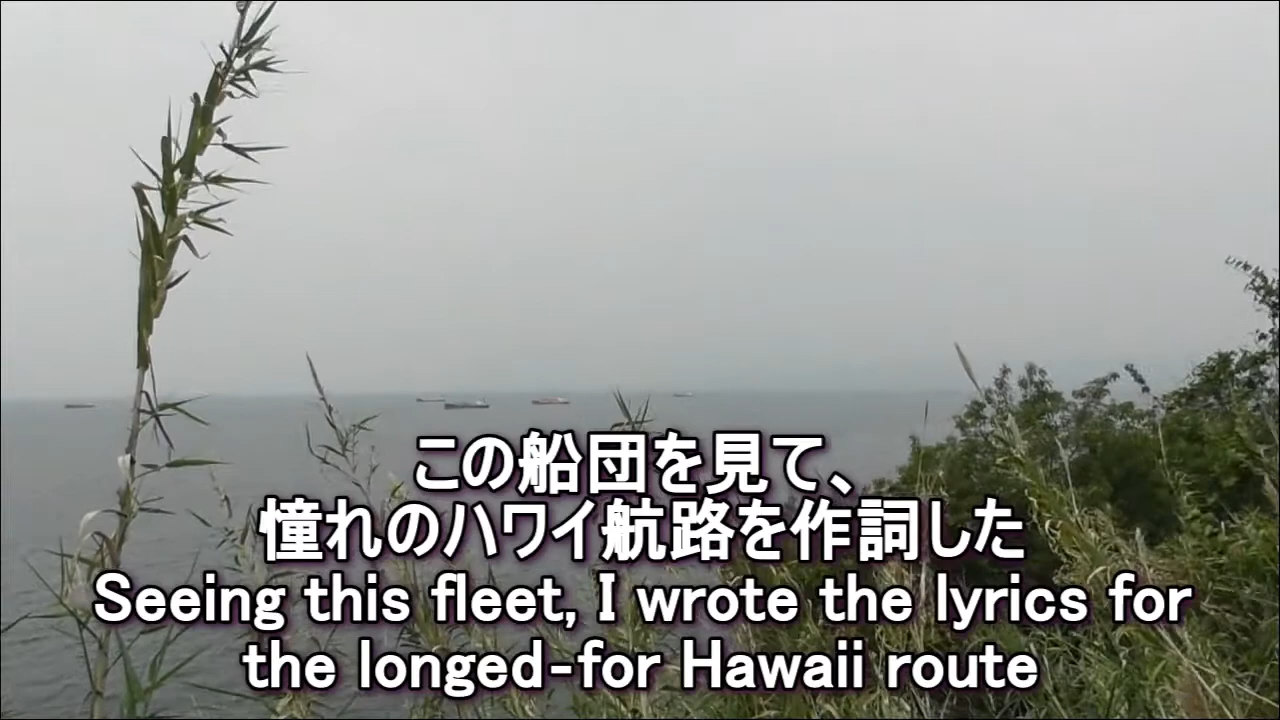 この船団を見て、
憧れのハワイ航路を作詞した
Seeing this fleet, I wrote the lyrics for
the longed-for Hawaii route